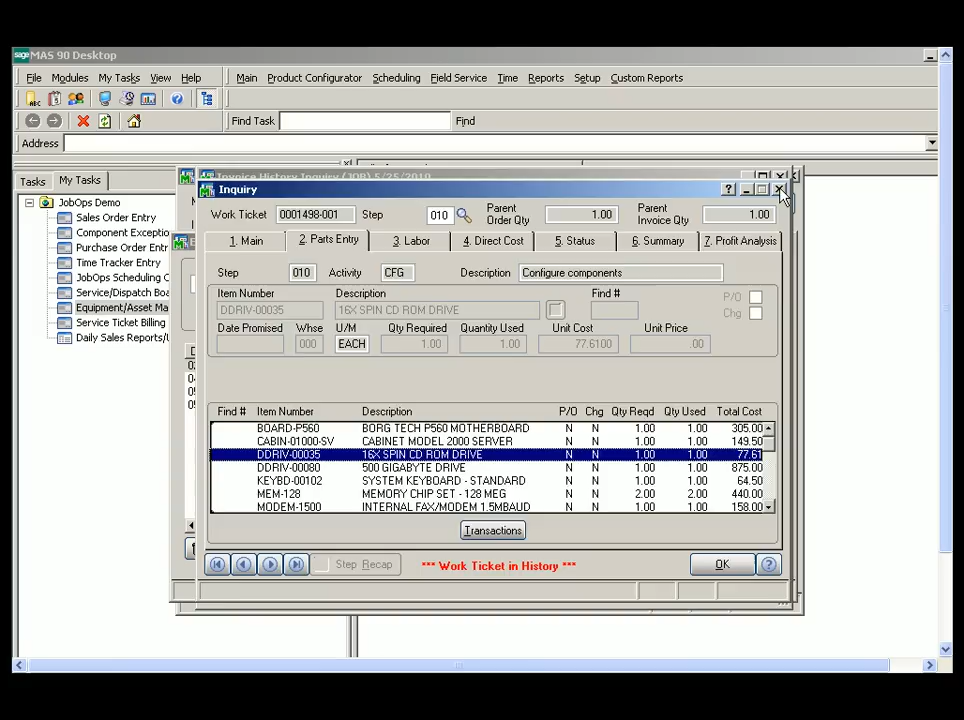 sage MAS 90 Desktop
File Modules My Tasks View Help Main Product Configurator Scheduling Field Service Time Reports Setup Custom Reports
Find Task Find
Address
Tasks My Tasks
JobOps Demo
Sales Order Entry
Component Exceptio
Purchase Order Entr
Time Tracker Entry
JobOps Scheduling C
Service/Dispatch Boa
Equipment/Asset Ma
Service Ticket Billing
Daily Sales Reports/U
Invoice History Inquiry (JOB) 5/25/2010
Inquiry
Work Ticket 0001498-001 Step 010 Parent Order Qty 1.00 Parent Invoice Qty 1.00
1. Main 2. Parts Entry 3. Labor 4. Direct Cost 5. Status 6. Summary 7. Profit Analysis
Step 010 Activity CFG Description Configure components
Item Number Description Find # P/O
DDRIV-00035 16X SPIN CD ROM DRIVE Chg
Date Promised Whse U/M Qty Required Quantity Used Unit Cost Unit Price
000 EACH 1.00 1.00 77.6100 .00
Find # Item Number Description P/O Chg Qty Reqd Qty Used Total Cost
BOARD-P560 BORG TECH P560 MOTHERBOARD N N 1.00 1.00 305.00
CABIN-01000-SV CABINET MODEL 2000 SERVER N N 1.00 1.00 149.50
DDRIV-00035 16X SPIN CD ROM DRIVE N N 1.00 1.00 77.61
DDRIV-00080 500 GIGABYTE DRIVE N N 1.00 1.00 875.00
KEYBD-00102 SYSTEM KEYBOARD - STANDARD N N 1.00 1.00 64.50
MEM-128 MEMORY CHIP SET - 128 MEG N N 2.00 2.00 440.00
MODEM-1500 INTERNAL FAX/MODEM 1.5MBAUD N N 1.00 1.00 158.00
Transactions
Step Recap *** Work Ticket in History *** OK